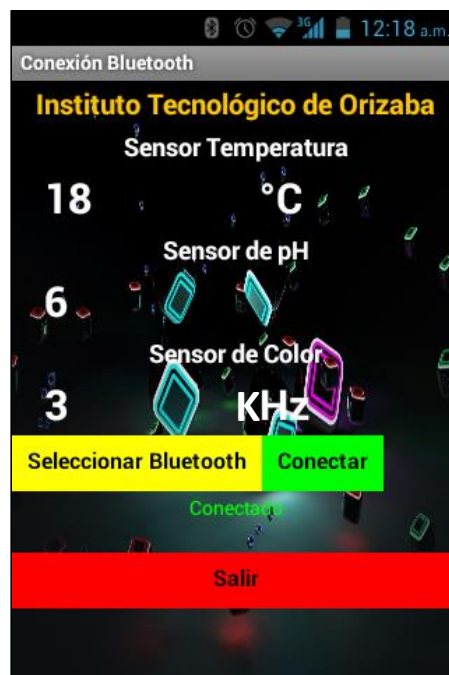 3G 12:18 a.m.
Conexión Bluetooth
Instituto Tecnológico de Orizaba
Sensor Temperatura
18 °C
Sensor de pH
6
Sensor de Color
3 KHz
Seleccionar Bluetooth Conectar
Conectado
Salir